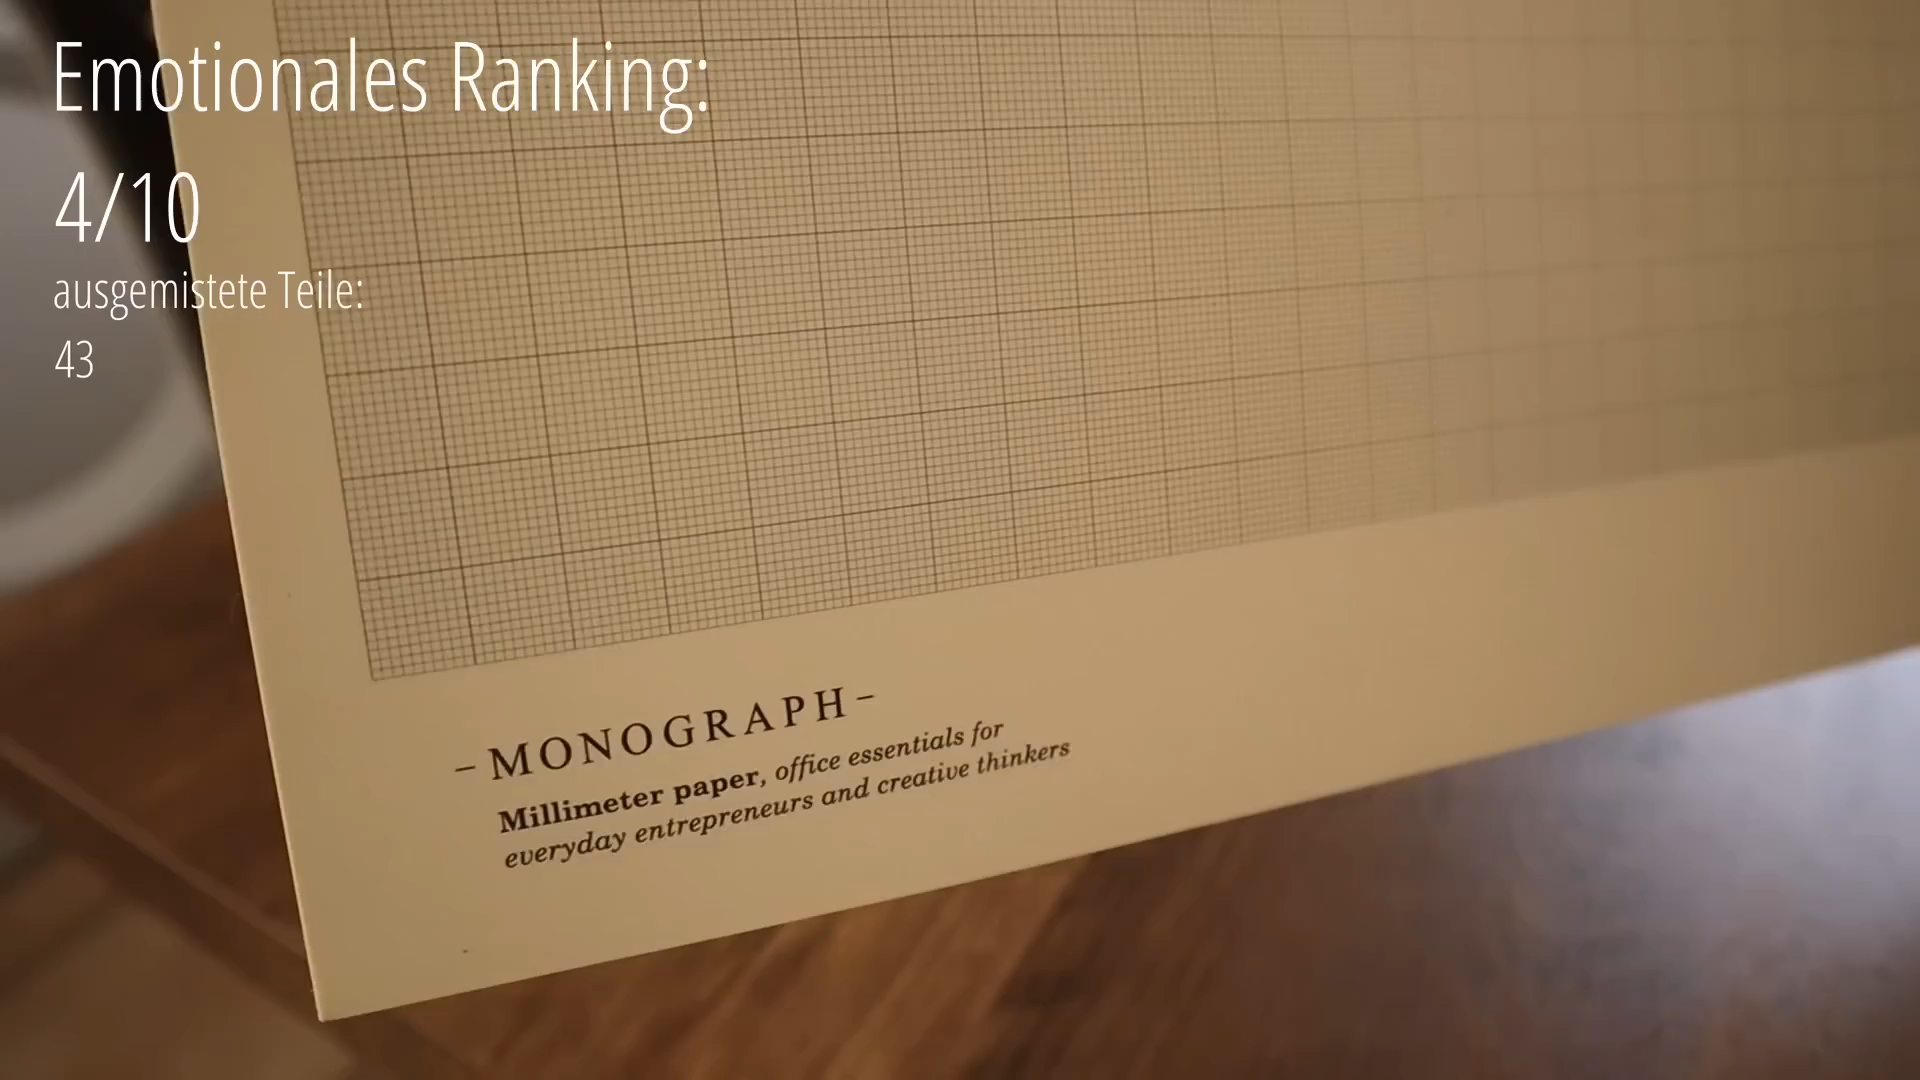 Emotionales Ranking:
4/10
ausgemistete Teile:
43
– MONOGRAPH –
Millimeter paper, office essentials for
everyday entrepreneurs and creative thinkers